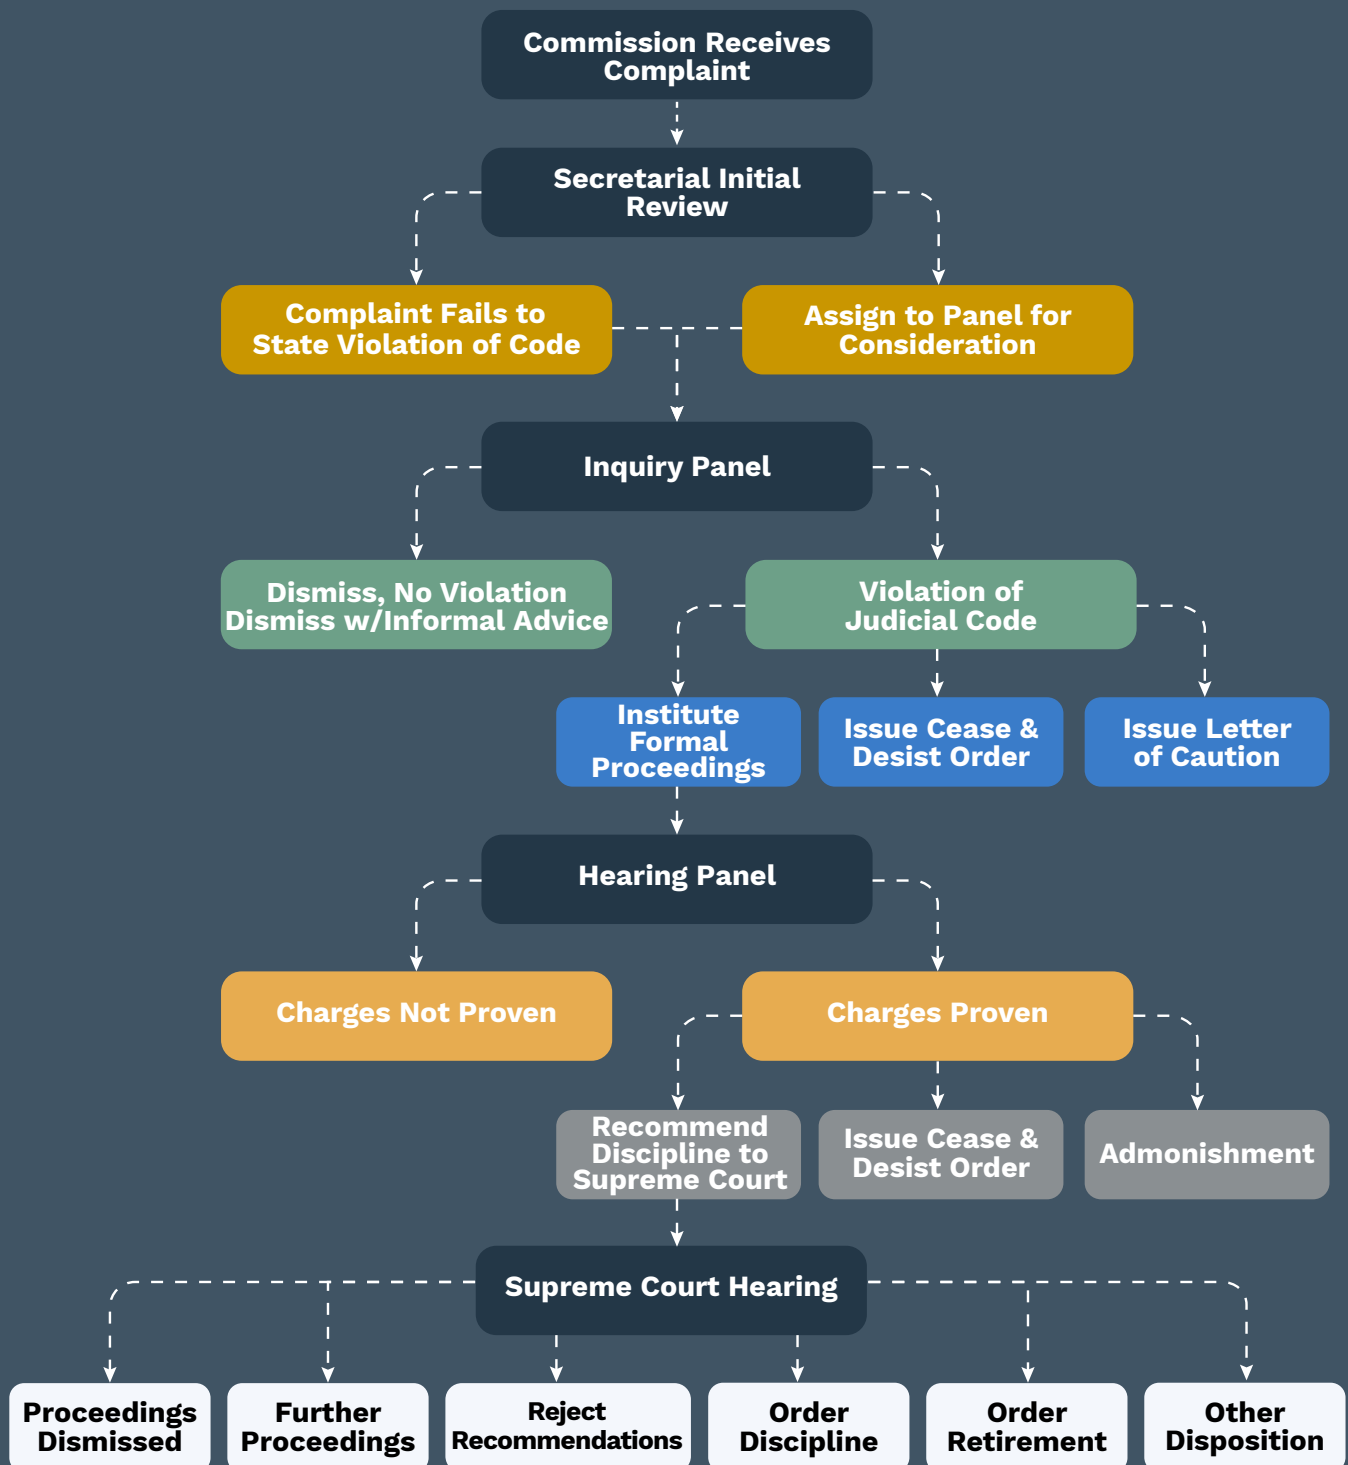 Commission Receives
Complaint
Secretarial Initial
Review
Complaint Fails to
State Violation of Code
Assign to Panel for
Consideration
Inquiry Panel
Dismiss, No Violation
Dismiss w/Informal Advice
Violation of
Judicial Code
Institute
Formal
Proceedings
Issue Cease &
Desist Order
Issue Letter
of Caution
Hearing Panel
Charges Not Proven
Charges Proven
Recommend
Discipline to
Supreme Court
Issue Cease &
Desist Order
Admonishment
Supreme Court Hearing
Proceedings
Dismissed
Further
Proceedings
Reject
Recommendations
Order
Discipline
Order
Retirement
Other
Disposition